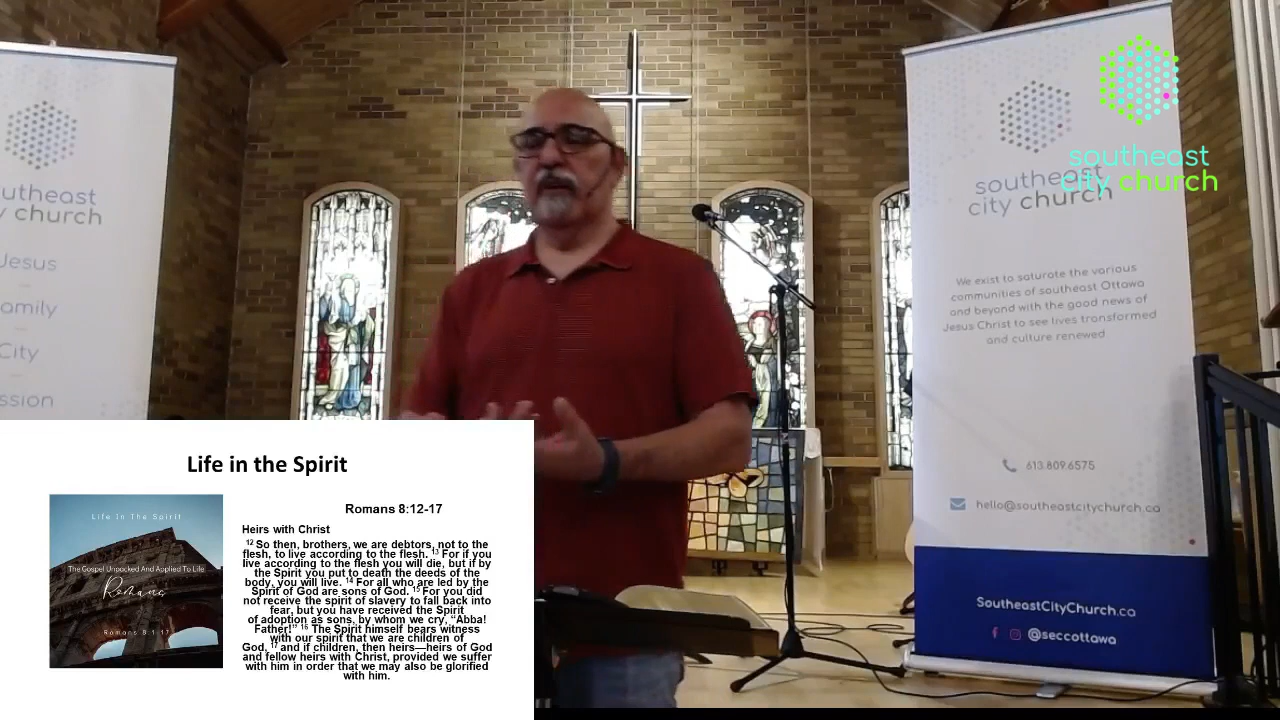 utheast
y church
Jesus
amily
City
ssion
southeast
city church
southeast
city church
We exist to saturate the various
communities of southeast Ottawa
and beyond with the good news of
Jesus Christ to see lives transformed
and culture renewed
613.809.6575
hello@southeastcitychurch.ca
SoutheastCityChurch.ca
@seccottawa
Life in the Spirit
Life In The Spirit
The Gospel Unpacked And Applied To Life
Romans
Romans 8:1-17
Romans 8:12-17
Heirs with Christ
12 So then, brothers, we are debtors, not to the
flesh, to live according to the flesh. 13 For if you
live according to the flesh you will die, but if by
the Spirit you put to death the deeds of the
body, you will live. 14 For all who are led by the
Spirit of God are sons of God. 15 For you did
not receive the spirit of slavery to fall back into
fear, but you have received the Spirit
of adoption as sons, by whom we cry, “Abba!
Father!” 16 The Spirit himself bears witness
with our spirit that we are children of
God, 17 and if children, then heirs—heirs of God
and fellow heirs with Christ, provided we suffer
with him in order that we may also be glorified
with him.